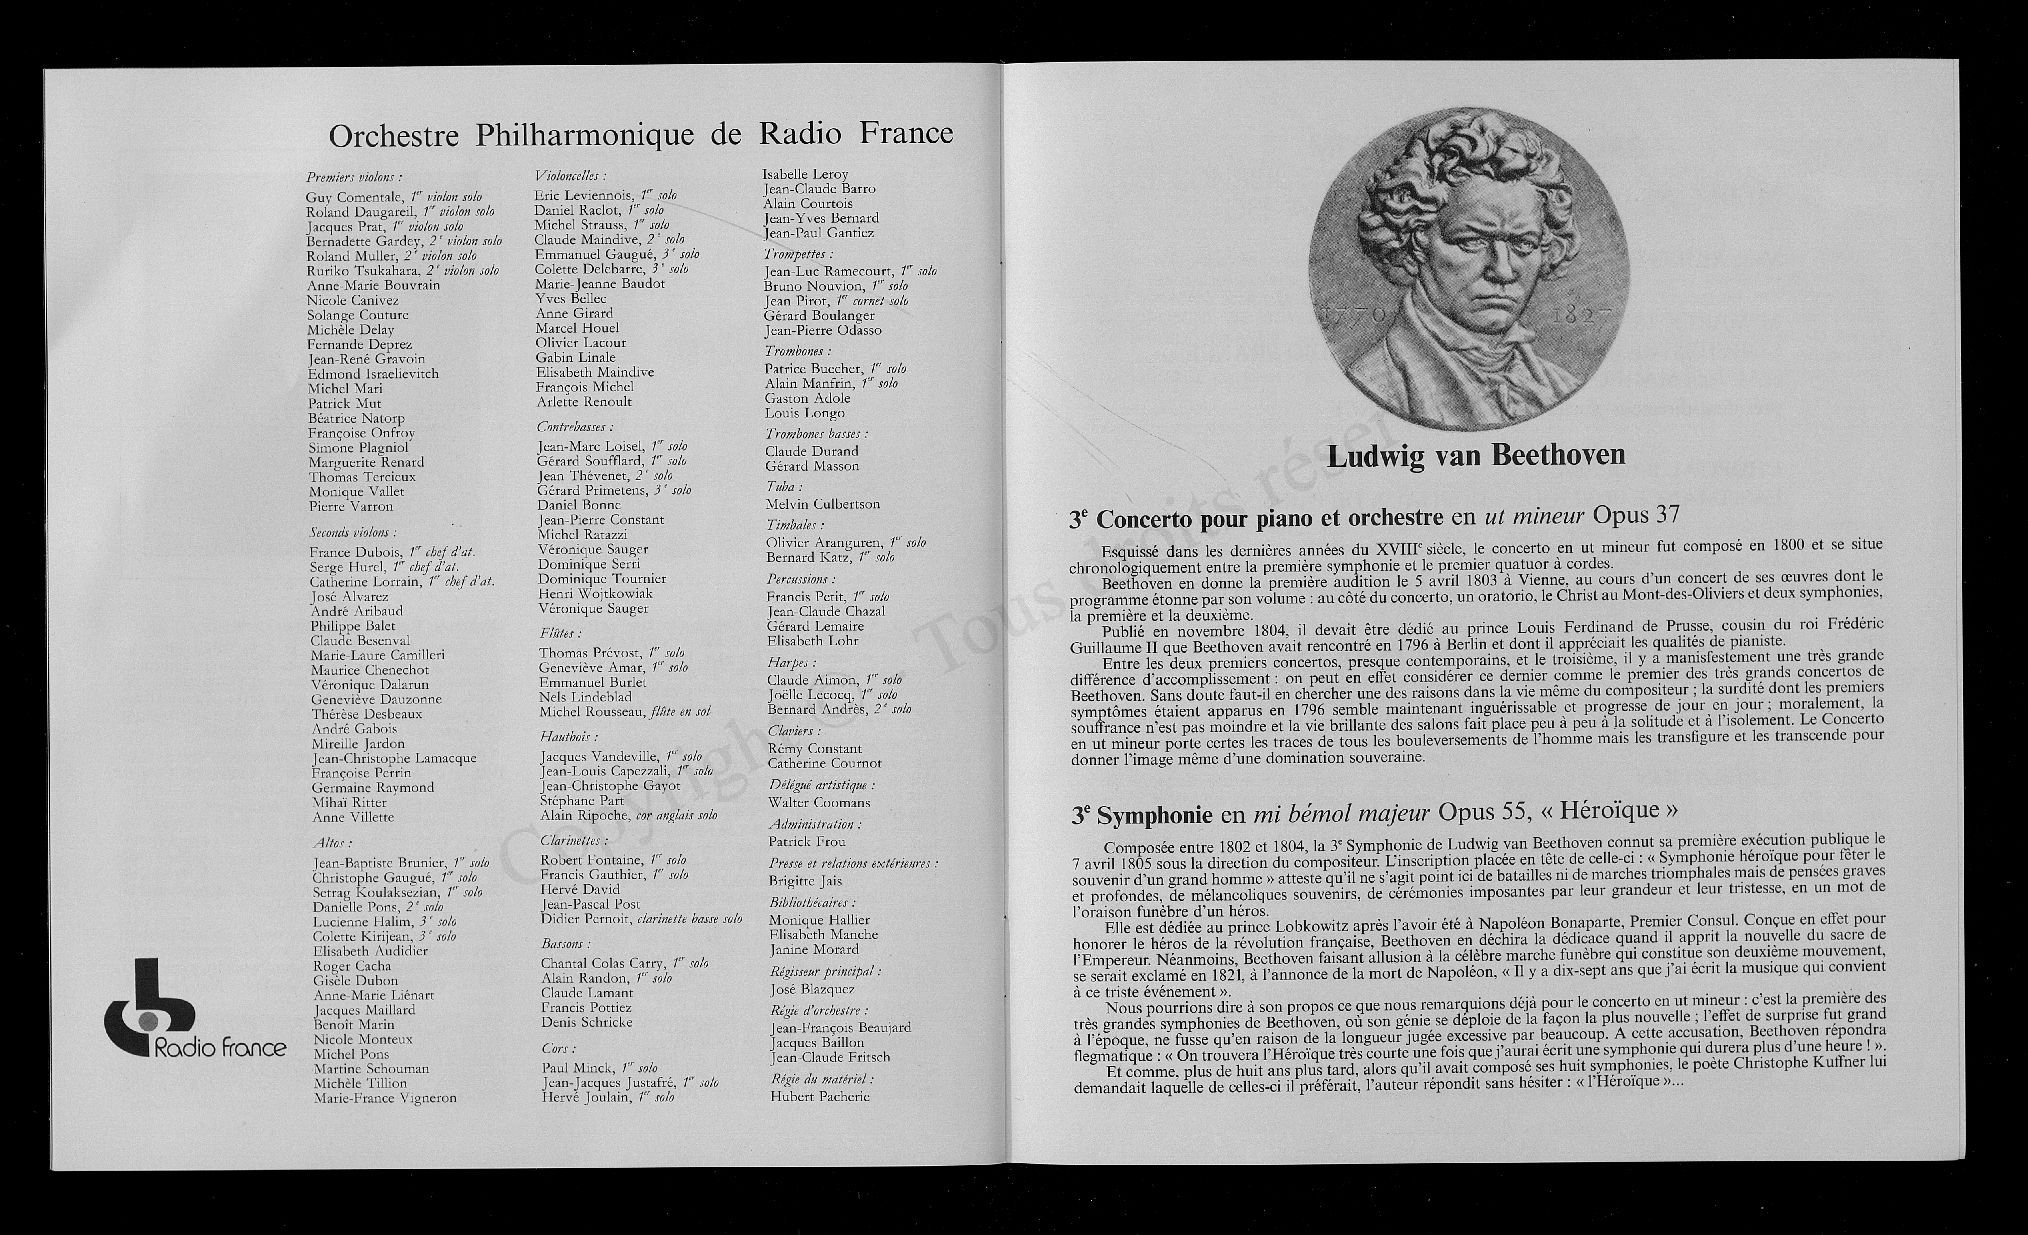 Orchestre Philharmonique de Radio France
Premiers violons :
Guy Comentale, 1er violon solo
Roland Daugareil, 1er violon solo
Jacques Prat, 1er violon solo
Bernadette Gardey, 2e violon solo
Roland Muller, 2e violon solo
Ruriko Tsukahara, 2e violon solo
Anne-Marie Bouvrain
Nicole Canivez
Solange Couture
Michèle Delay
Fernande Deprez
Jean-René Gravoin
Edmond Israelievitch
Michel Mari
Patrick Mut
Béatrice Natorp
Françoise Onfroy
Simone Plagniol
Marguerite Renard
Thomas Tercieux
Monique Vallet
Pierre Varron
Seconds violons :
France Dubois, 1er chef d'at.
Serge Hurel, 1er chef d'at.
Catherine Lorrain, 1er chef d'at.
José Alvarez
André Aribaud
Philippe Balet
Claude Besenval
Marie-Laure Camilleri
Maurice Chenechot
Véronique Dalarun
Geneviève Dauzonne
Thérèse Desbeaux
André Gabois
Mireille Jardon
Jean-Christophe Lamacque
Françoise Perrin
Germaine Raymond
Mihaï Ritter
Anne Villette
Altos :
Jean-Baptiste Brunier, 1er solo
Christophe Gaugué, 1er solo
Setrag Koulaksezian, 1er solo
Danielle Pons, 2e solo
Lucienne Halim, 3e solo
Colette Kirijean, 3e solo
Elisabeth Audidier
Roger Cacha
Gisèle Dubon
Anne-Marie Liénart
Jacques Maillard
Benoît Marin
Nicole Monteux
Michel Pons
Martine Schouman
Michèle Tillion
Marie-France Vigneron
Radio France
Violoncelles :
Eric Leviennois, 1er solo
Daniel Raclot, 1er solo
Michel Strauss, 1er solo
Claude Maindive, 2e solo
Emmanuel Gaugué, 3e solo
Colette Delebarre, 3e solo
Marie-Jeanne Baudot
Yves Bellec
Anne Girard
Marcel Houel
Olivier Lacour
Gabin Linale
Elisabeth Maindive
François Michel
Arlette Renoult
Contrebasses :
Jean-Marc Loisel, 1er solo
Gérard Soufflard, 1er solo
Jean Thévenet, 2e solo
Gérard Primetens, 3e solo
Daniel Bonne
Jean-Pierre Constant
Michel Ratazzi
Véronique Sauger
Dominique Serri
Dominique Tournier
Henri Wojtkowiak
Véronique Sauger
Flûtes :
Thomas Prévost, 1er solo
Geneviève Amar, 1er solo
Emmanuel Burlet
Nels Lindeblad
Michel Rousseau, flûte en sol
Hautbois :
Jacques Vandeville, 1er solo
Jean-Louis Capezzali, 1er solo
Jean-Christophe Gayot
Stéphane Part
Alain Ripoche, cor anglais solo
Clarinettes :
Robert Fontaine, 1er solo
Francis Gauthier, 1er solo
Hervé David
Jean-Pascal Post
Didier Pernoit, clarinette basse solo
Bassons :
Chantal Colas Carry, 1er solo
Alain Randon, 1er solo
Claude Lamant
Francis Pottiez
Denis Schricke
Cors :
Paul Minck, 1er solo
Jean-Jacques Justafré, 1er solo
Hervé Joulain, 1er solo
Isabelle Leroy
Jean-Claude Barro
Alain Courtois
Jean-Yves Bernard
Jean-Paul Gantiez
Trompettes :
Jean-Luc Ramecourt, 1er solo
Bruno Nouvion, 1er solo
Jean Pirot, 1er cornet solo
Gérard Boulanger
Jean-Pierre Odasso
Trombones :
Patrice Buecher, 1er solo
Alain Manfrin, 1er solo
Gaston Adole
Louis Longo
Trombones basses :
Claude Durand
Gérard Masson
Tuba :
Melvin Culbertson
Timbales :
Olivier Aranguren, 1er solo
Bernard Katz, 1er solo
Percussions :
Francis Petit, 1er solo
Jean-Claude Chazal
Gérard Lemaire
Elisabeth Lohr
Harpes :
Claude Aimon, 1er solo
Joëlle Lecocq, 1er solo
Bernard Andrès, 2e solo
Claviers :
Rémy Constant
Catherine Cournot
Délégué artistique :
Walter Coomans
Administration :
Patrick Frou
Presse et relations extérieures :
Brigitte Jais
Bibliothécaires :
Monique Hallier
Elisabeth Manche
Janine Morard
Régisseur principal :
José Blazquez
Régie d'orchestre :
Jean-François Beaujard
Jacques Baillon
Jean-Claude Fritsch
Régie du matériel :
Hubert Pacherie
1770 1827
Ludwig van Beethoven
3e Concerto pour piano et orchestre en ut mineur Opus 37
Esquissé dans les dernières années du XVIIIe siècle, le concerto en ut mineur fut composé en 1800 et se situe
chronologiquement entre la première symphonie et le premier quatuor à cordes.
Beethoven en donne la première audition le 5 avril 1803 à Vienne, au cours d'un concert de ses œuvres dont le
programme étonne par son volume : au côté du concerto, un oratorio, le Christ au Mont-des-Oliviers et deux symphonies,
la première et la deuxième.
Publié en novembre 1804, il devait être dédié au prince Louis Ferdinand de Prusse, cousin du roi Frédéric
Guillaume II que Beethoven avait rencontré en 1796 à Berlin et dont il appréciait les qualités de pianiste.
Entre les deux premiers concertos, presque contemporains, et le troisième, il y a manisfestement une très grande
différence d'accomplissement : on peut en effet considérer ce dernier comme le premier des très grands concertos de
Beethoven. Sans doute faut-il en chercher une des raisons dans la vie même du compositeur ; la surdité dont les premiers
symptômes étaient apparus en 1796 semble maintenant inguérissable et progresse de jour en jour ; moralement, la
souffrance n'est pas moindre et la vie brillante des salons fait place peu à peu à la solitude et à l'isolement. Le Concerto
en ut mineur porte certes les traces de tous les bouleversements de l'homme mais les transfigure et les transcende pour
donner l'image même d'une domination souveraine.
3e Symphonie en mi bémol majeur Opus 55, « Héroïque »
Composée entre 1802 et 1804, la 3e Symphonie de Ludwig van Beethoven connut sa première exécution publique le
7 avril 1805 sous la direction du compositeur. L'inscription placée en tête de celle-ci : « Symphonie héroïque pour fêter le
souvenir d'un grand homme » atteste qu'il ne s'agit point ici de batailles ni de marches triomphales mais de pensées graves
et profondes, de mélancoliques souvenirs, de cérémonies imposantes par leur grandeur et leur tristesse, en un mot de
l'oraison funèbre d'un héros.
Elle est dédiée au prince Lobkowitz après l'avoir été à Napoléon Bonaparte, Premier Consul. Conçue en effet pour
honorer le héros de la révolution française, Beethoven en déchira la dédicace quand il apprit la nouvelle du sacre de
l'Empereur. Néanmoins, Beethoven faisant allusion à la célèbre marche funèbre qui constitue son deuxième mouvement,
se serait exclamé en 1821, à l'annonce de la mort de Napoléon, « Il y a dix-sept ans que j'ai écrit la musique qui convient
à ce triste événement ».
Nous pourrions dire à son propos ce que nous remarquions déjà pour le concerto en ut mineur : c'est la première des
très grandes symphonies de Beethoven, où son génie se déploie de la façon la plus nouvelle ; l'effet de surprise fut grand
à l'époque, ne fusse qu'en raison de la longueur jugée excessive par beaucoup. A cette accusation, Beethoven répondra
flegmatique : « On trouvera l'Héroïque très courte une fois que j'aurai écrit une symphonie qui durera plus d'une heure ! ».
Et comme, plus de huit ans plus tard, alors qu'il avait composé ses huit symphonies, le poète Christophe Kuffner lui
demandait laquelle de celles-ci il préférait, l'auteur répondit sans hésiter : « l'Héroïque »...
Copyright © Tous droits réser